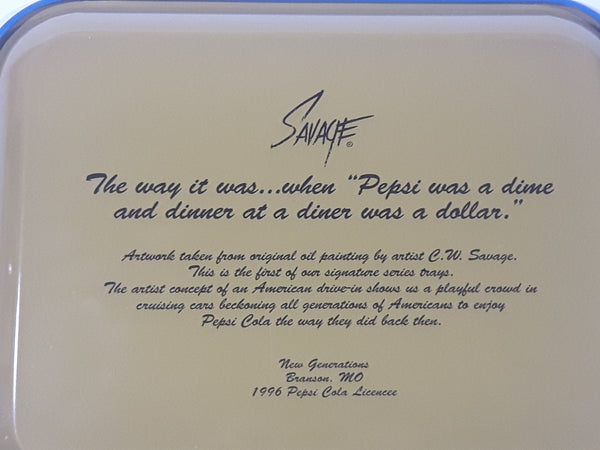 SAVAGE®
The way it was...when "Pepsi was a dime
and dinner at a diner was a dollar."
Artwork taken from original oil painting by artist C.W. Savage.
This is the first of our signature series trays.
The artist concept of an American drive-in shows us a playful crowd in
cruising cars beckoning all generations of Americans to enjoy
Pepsi Cola the way they did back then.
New Generations
Branson, MO
1996 Pepsi Cola Licencee